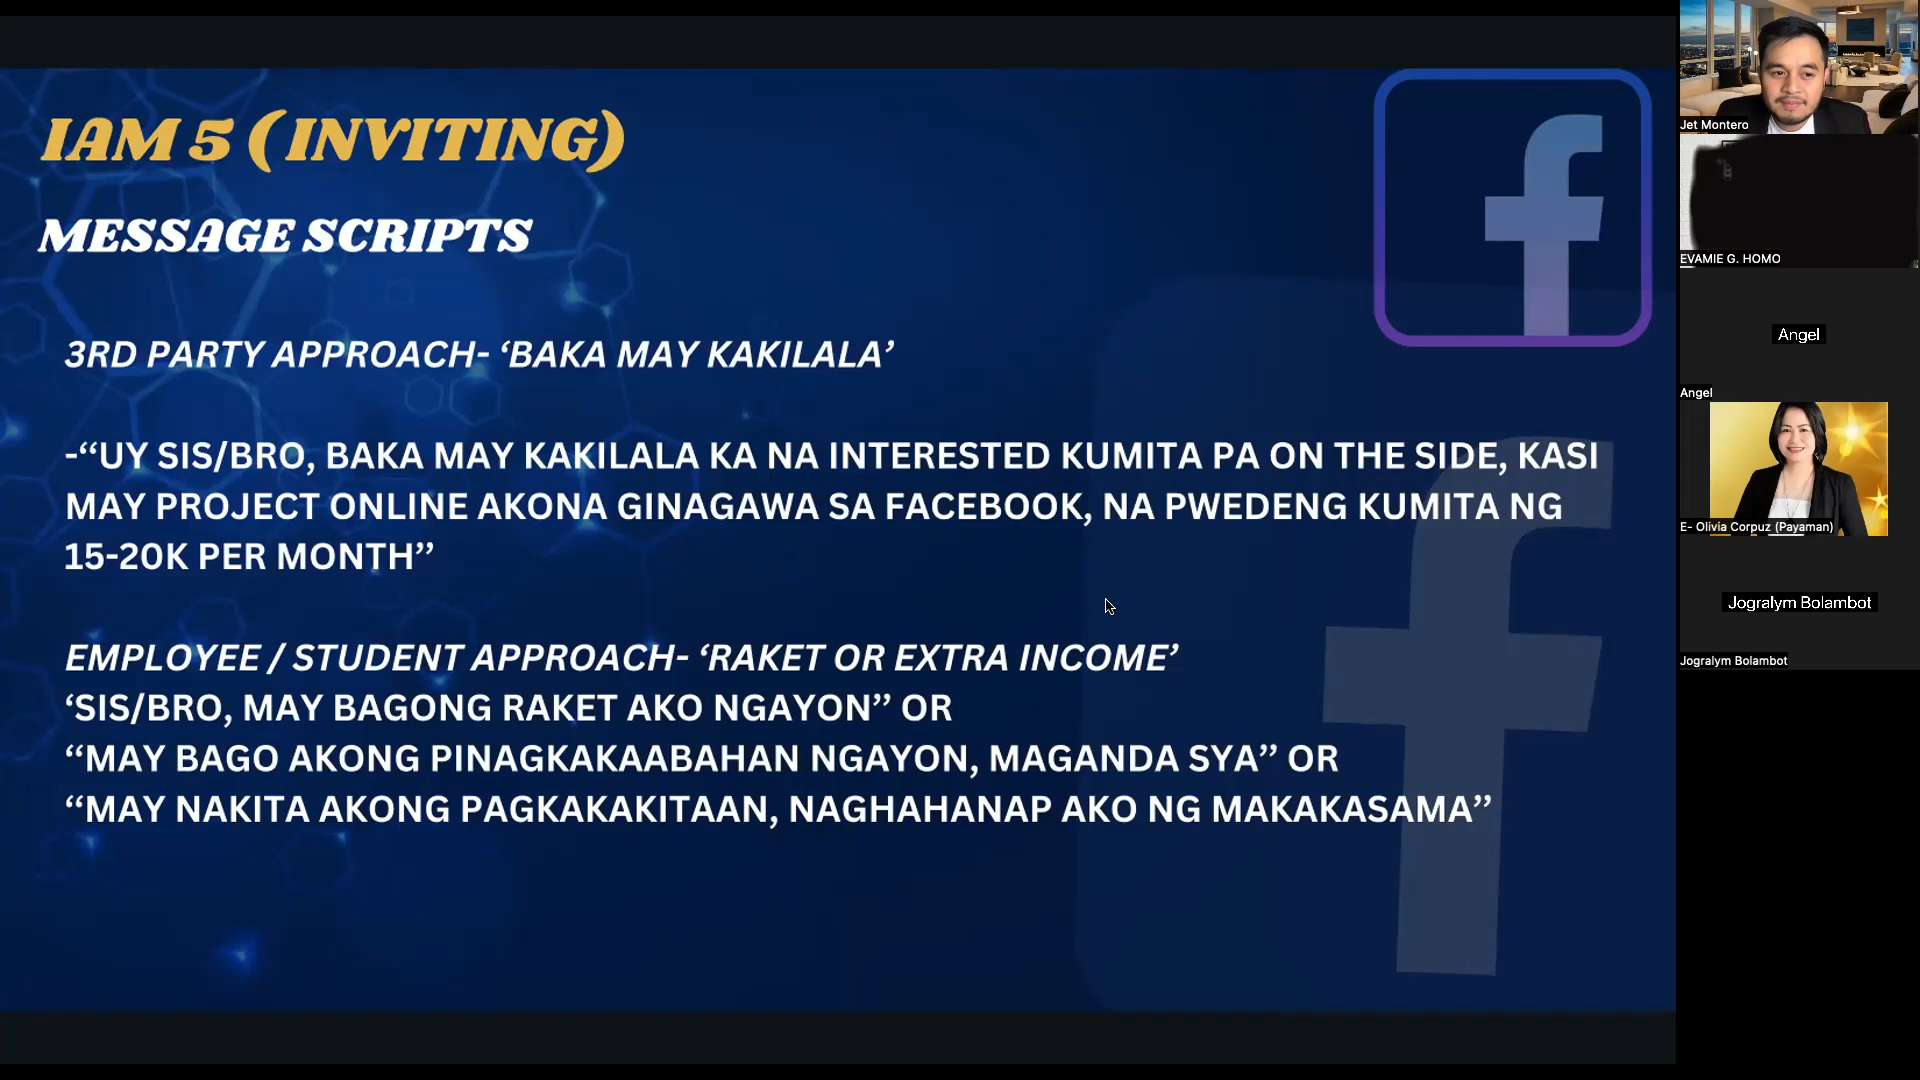 IAM 5 ( INVITING)
MESSAGE SCRIPTS
3RD PARTY APPROACH- ‘BAKA MAY KAKILALA’
-“UY SIS/BRO, BAKA MAY KAKILALA KA NA INTERESTED KUMITA PA ON THE SIDE, KASI
MAY PROJECT ONLINE AKONA GINAGAWA SA FACEBOOK, NA PWEDENG KUMITA NG
15-20K PER MONTH”
EMPLOYEE / STUDENT APPROACH- ‘RAKET OR EXTRA INCOME’
‘SIS/BRO, MAY BAGONG RAKET AKO NGAYON” OR
“MAY BAGO AKONG PINAGKAKAABAHAN NGAYON, MAGANDA SYA” OR
“MAY NAKITA AKONG PAGKAKAKITAAN, NAGHAHANAP AKO NG MAKAKASAMA”
Jet Montero
EVAMIE G. HOMO
Angel
Angel
E- Olivia Corpuz (Payaman)
Jogralym Bolambot
Jogralym Bolambot